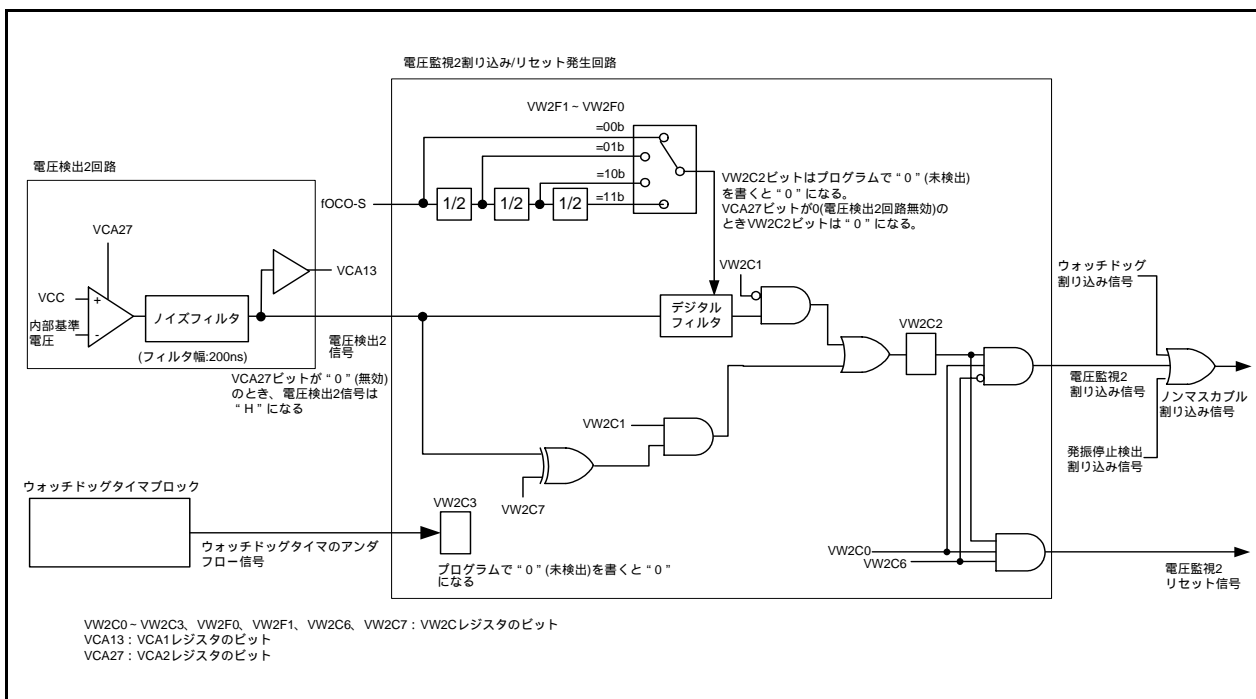 電圧監視2割り込み/リセット発生回路
VW2F1~VW2F0
=00b
=01b
=10b
=11b
fOCO-S
1/2
1/2
1/2
VW2C2ビットはプログラムで“0”(未検出)
を書くと“0”になる。
VCA27ビットが0(電圧検出2回路無効)の
ときVW2C2ビットは“0”になる。
電圧検出2回路
VCA27
VCC
+
内部基準
電圧
-
ノイズフィルタ
(フィルタ幅:200ns)
VCA13
電圧検出2
信号
VCA27ビットが“0”(無効)
のとき、電圧検出2信号は
“H”になる
デジタル
フィルタ
VW2C1
VW2C2
VW2C1
VW2C7
ウォッチドッグ
割り込み信号
電圧監視2
割り込み信号
ノンマスカブル
割り込み信号
発振停止検出
割り込み信号
ウォッチドッグタイマブロック
ウォッチドッグタイマのアンダ
フロー信号
VW2C3
プログラムで“0”(未検出)を書くと“0”
になる
VW2C0
VW2C6
電圧監視2
リセット信号
VW2C0~VW2C3、VW2F0、VW2F1、VW2C6、VW2C7:VW2Cレジスタのビット
VCA13:VCA1レジスタのビット
VCA27:VCA2レジスタのビット